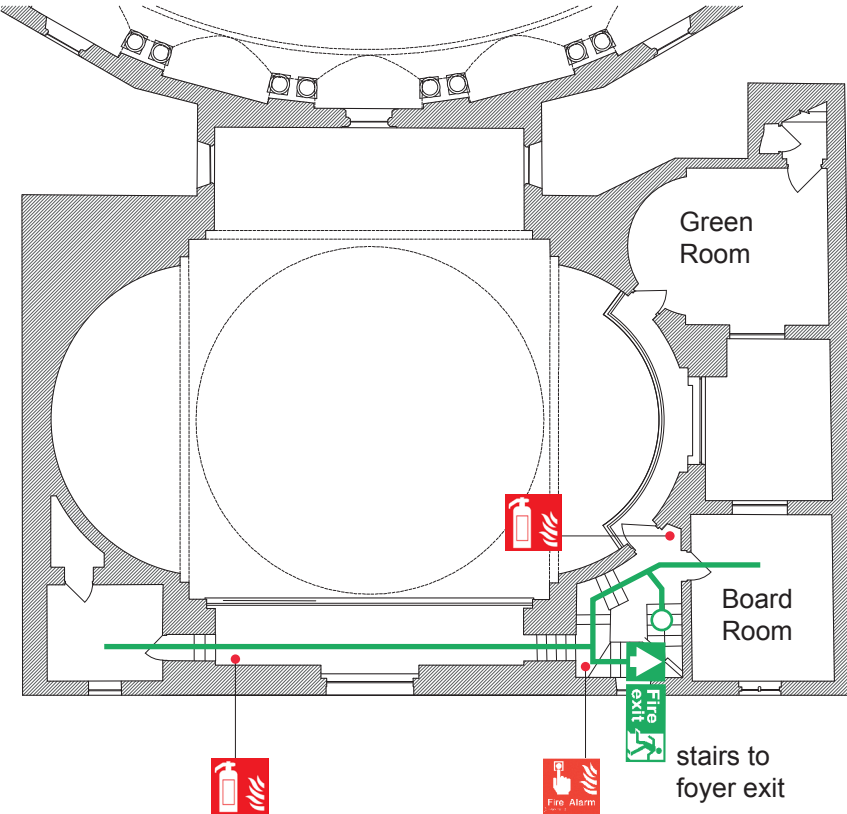 Green
Room
Board
Room
Fire
exit
stairs to
foyer exit
Fire Alarm